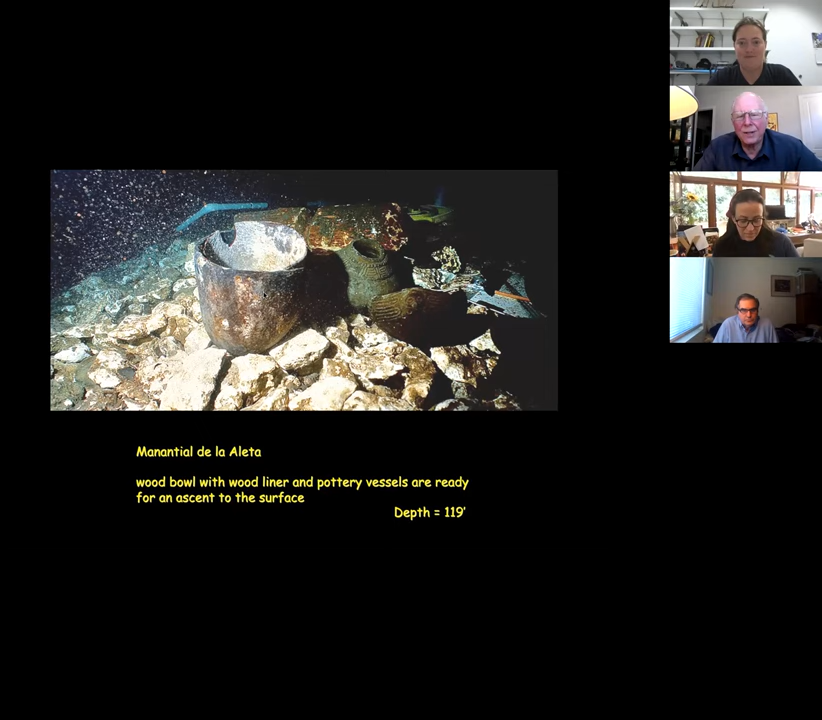 Manantial de la Aleta
wood bowl with wood liner and pottery vessels are ready
for an ascent to the surface
Depth = 119'